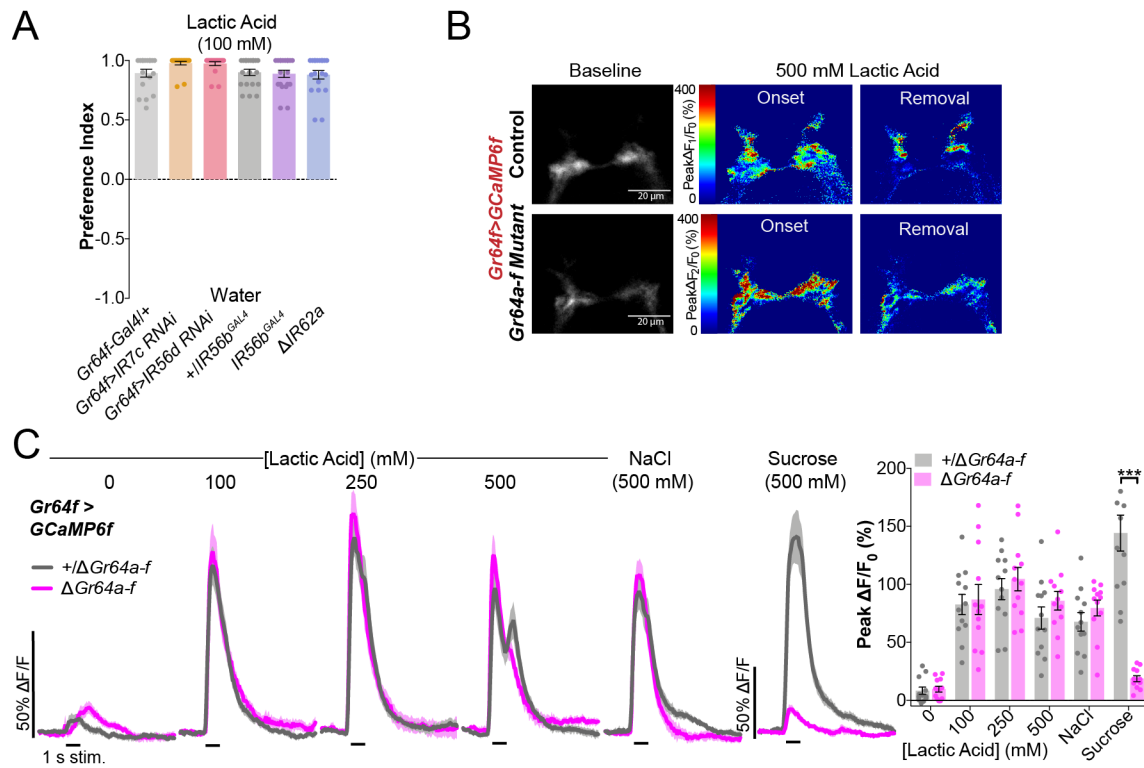 A
Lactic Acid
(100 mM)
1.0
0.5
0.0
-0.5
-1.0
Preference Index
Water
Gr64f-Gal4/+
Gr64f>IR7c RNAi
Gr64f>IR56d RNAi
+/IR56b^GAL4
IR56b^GAL4
ΔIR62a
B
Baseline
500 mM Lactic Acid
Gr64f>GCaMP6f
Control
20 µm
400
Peak ΔF₁/F₀ (%)
0
Onset
Removal
Gr64a-f Mutant
20 µm
400
Peak ΔF₂/F₀ (%)
0
Onset
Removal
C
[Lactic Acid] (mM)
0
100
250
500
NaCl
(500 mM)
Sucrose
(500 mM)
Gr64f >
GCaMP6f
+/ΔGr64a-f
ΔGr64a-f
50% ΔF/F
1 s stim.
50% ΔF/F
+/ΔGr64a-f
ΔGr64a-f
***
200
150
100
50
0
Peak ΔF/F₀ (%)
0
100
250
500
NaCl
Sucrose
[Lactic Acid] (mM)